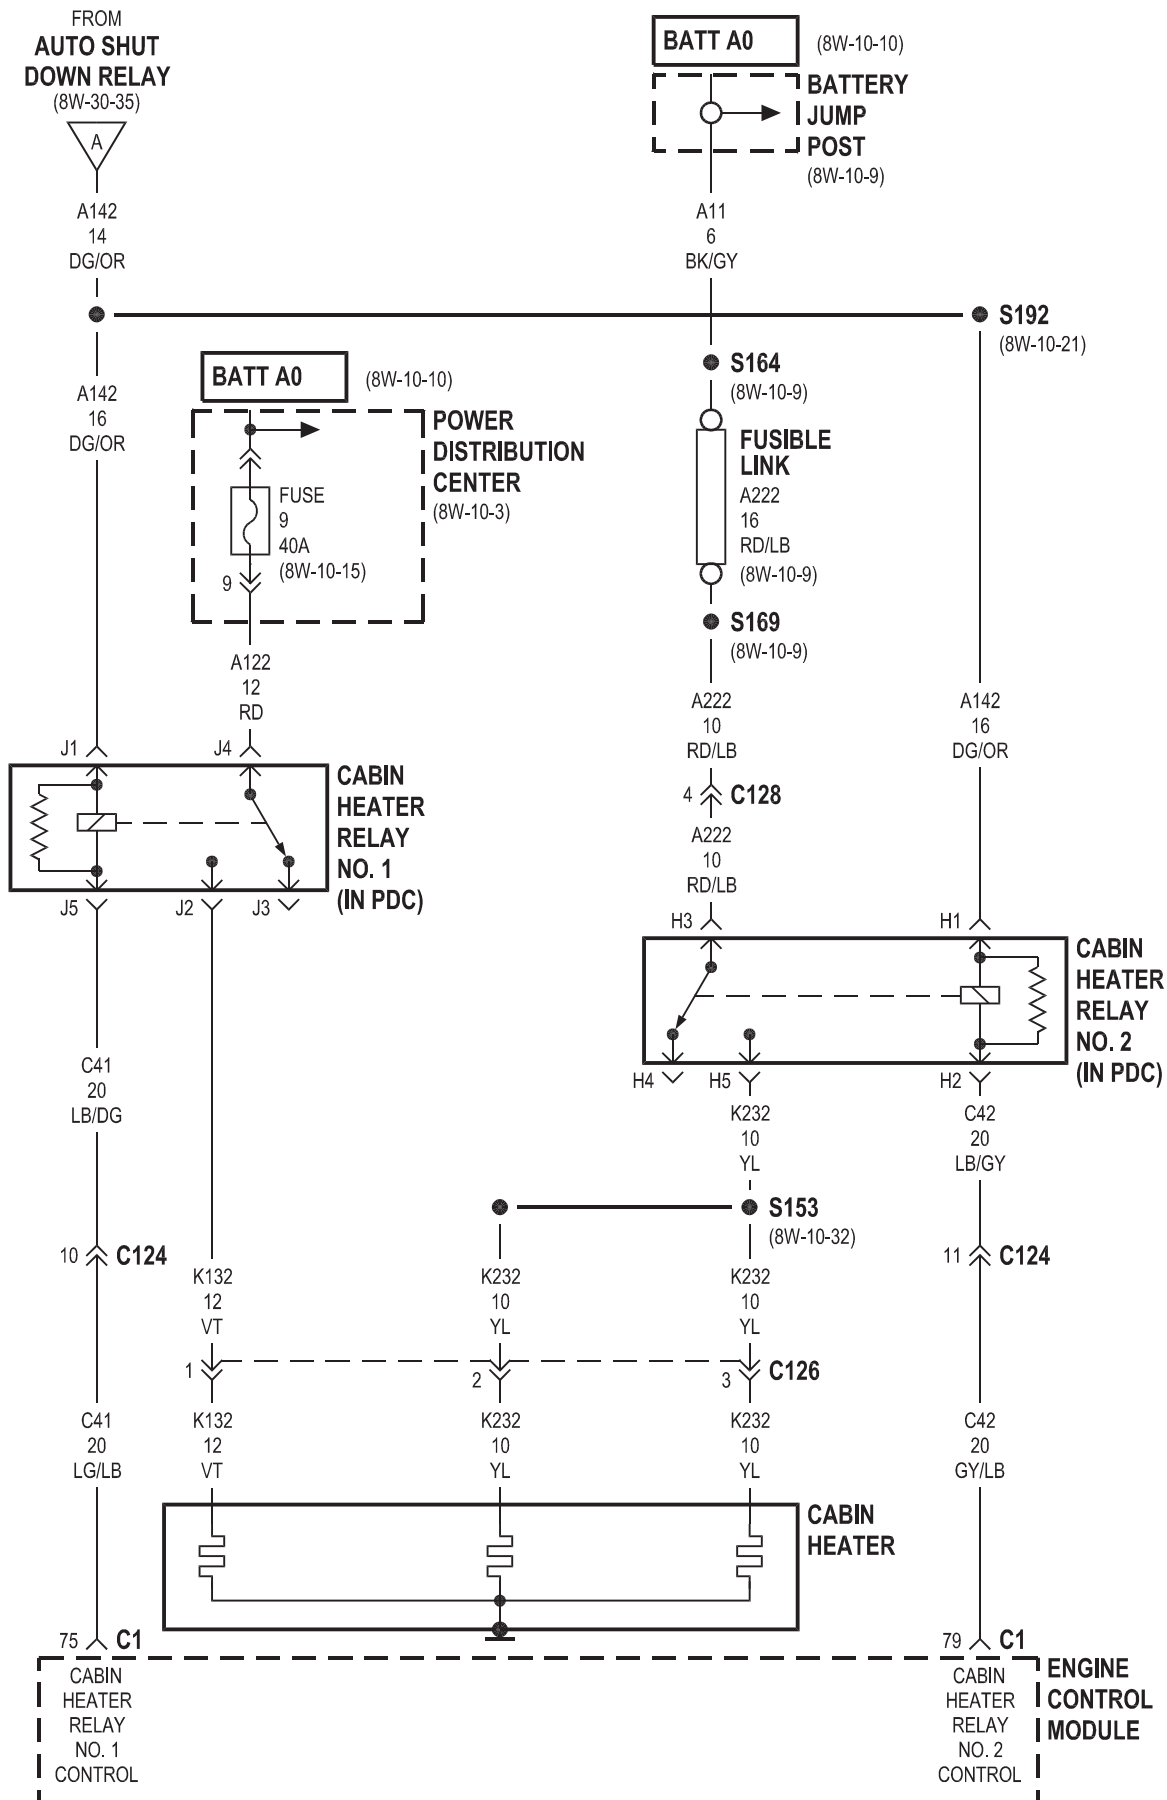 FROM
AUTO SHUT
DOWN RELAY
(8W-30-35)
A
A142
14
DG/OR
BATT A0
(8W-10-10)
BATTERY
JUMP
POST
(8W-10-9)
A11
6
BK/GY
S192
(8W-10-21)
A142
16
DG/OR
BATT A0
(8W-10-10)
POWER
DISTRIBUTION
CENTER
(8W-10-3)
FUSE
9
40A
(8W-10-15)
9
A122
12
RD
S164
(8W-10-9)
FUSIBLE
LINK
A222
16
RD/LB
(8W-10-9)
S169
(8W-10-9)
A222
10
RD/LB
4
C128
A222
10
RD/LB
A142
16
DG/OR
J1
J4
CABIN
HEATER
RELAY
NO. 1
(IN PDC)
J5
J2
J3
H3
H1
CABIN
HEATER
RELAY
NO. 2
(IN PDC)
H4
H5
H2
C41
20
LB/DG
K232
10
YL
C42
20
LB/GY
S153
(8W-10-32)
10
C124
11
C124
K132
12
VT
K232
10
YL
K232
10
YL
1
2
3
C126
C41
20
LG/LB
K132
12
VT
K232
10
YL
K232
10
YL
C42
20
GY/LB
CABIN
HEATER
75
C1
79
C1
CABIN
HEATER
RELAY
NO. 1
CONTROL
CABIN
HEATER
RELAY
NO. 2
CONTROL
ENGINE
CONTROL
MODULE